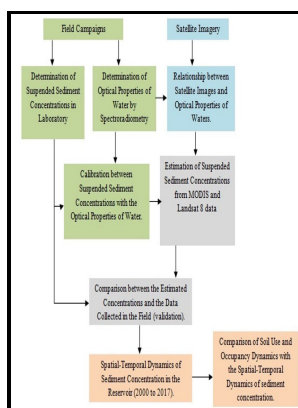 Field Campaigns
Satellite Imagery
Determination of
Suspended Sediment
Concentrations in
Laboratory
Determination of
Optical Properties of
Water by
Spectroradiometry
Relationship between
Satellite Images and
Optical Properties of
Waters.
Calibration between
Suspended Sediment
Concentrations with the
Optical Properties of Water.
Estimation of Suspended
Sediment Concentrations
from MODIS and
Landsat 8 data
Comparison between the Estimated
Concentrations and the Data
Collected in the Field (validation).
Spatial-Temporal Dynamics of
Sediment Concentration in the
Reservoir (2000 to 2017).
Comparison of Soil Use and
Occupancy Dynamics with
the Spatial-Temporal
Dynamics of sediment
concentration.